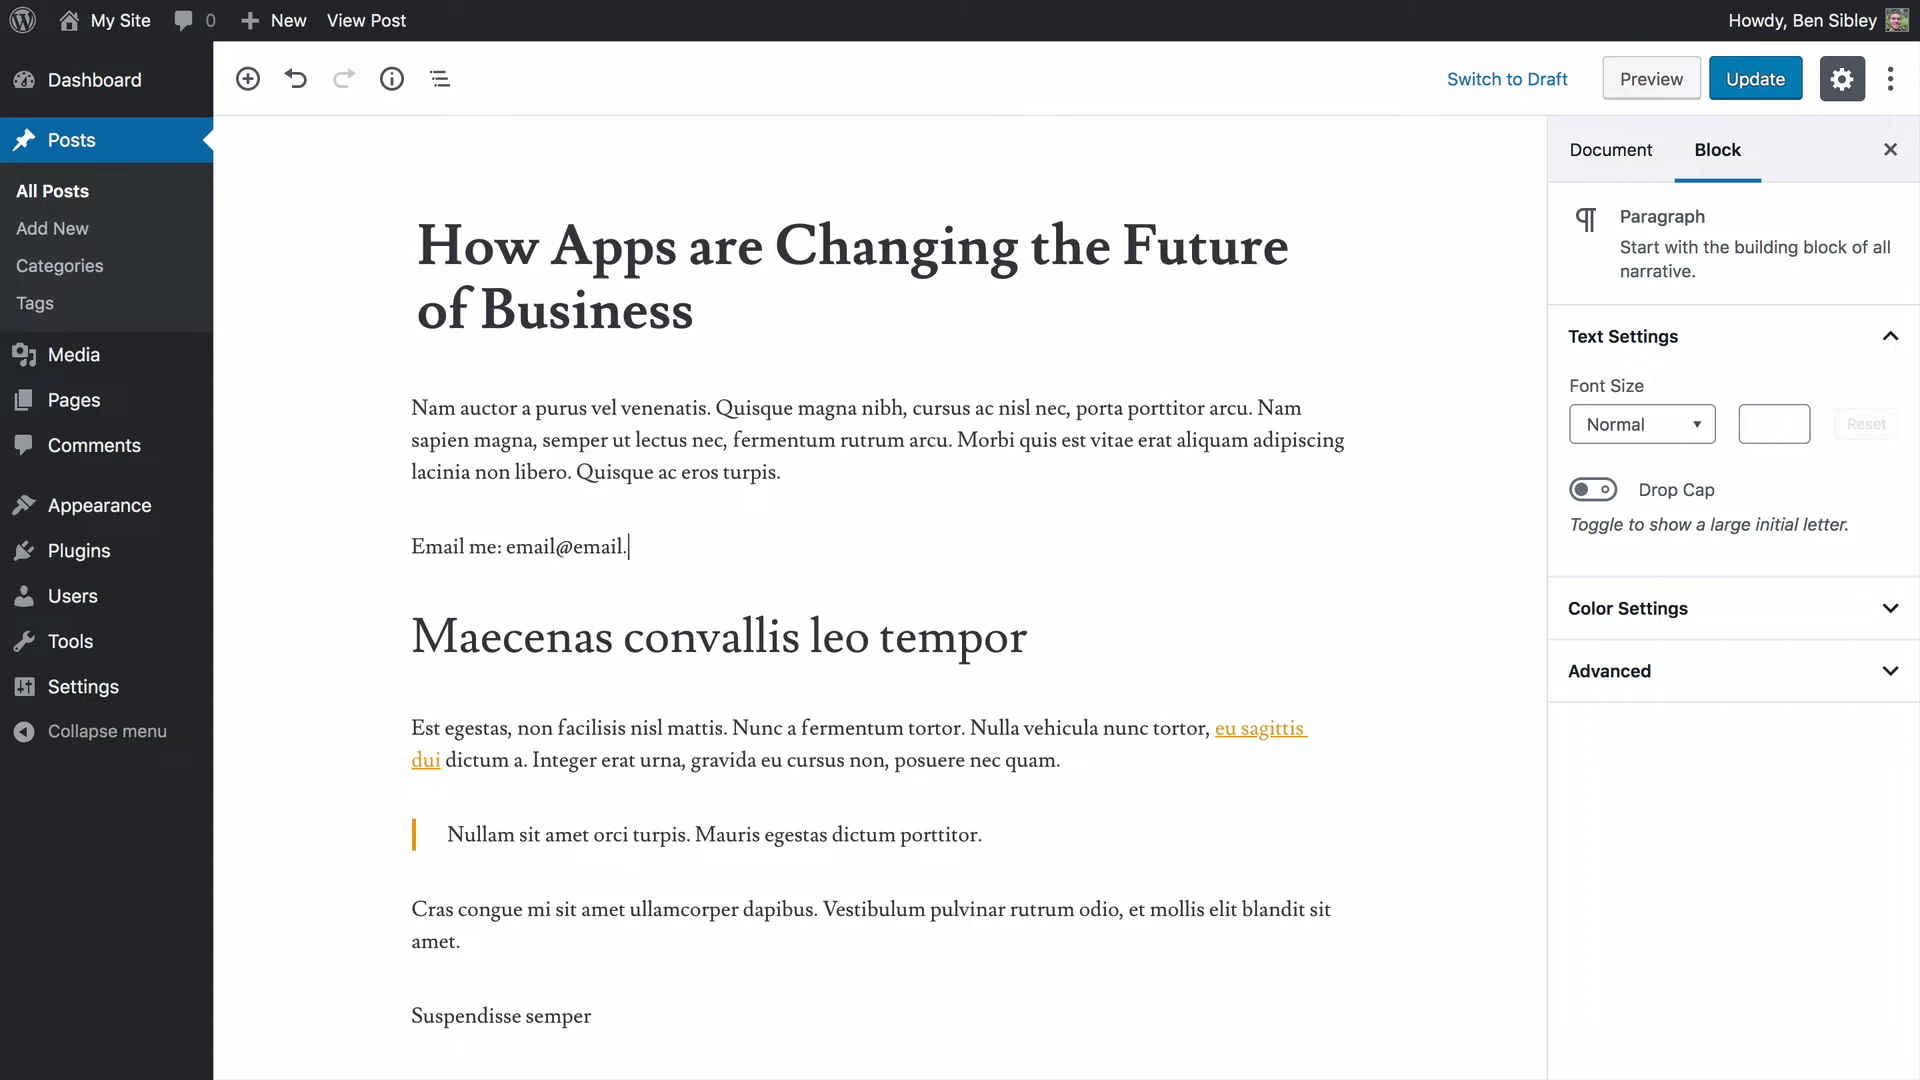 My Site
0
New
View Post
Howdy, Ben Sibley
Dashboard
Posts
All Posts
Add New
Categories
Tags
Media
Pages
Comments
Appearance
Plugins
Users
Tools
Settings
Collapse menu
Switch to Draft
Preview
Update
How Apps are Changing the Future
of Business
Nam auctor a purus vel venenatis. Quisque magna nibh, cursus ac nisl nec, porta porttitor arcu. Nam
sapien magna, semper ut lectus nec, fermentum rutrum arcu. Morbi quis est vitae erat aliquam adipiscing
lacinia non libero. Quisque ac eros turpis.
Email me: email@email.
Maecenas convallis leo tempor
Est egestas, non facilisis nisl mattis. Nunc a fermentum tortor. Nulla vehicula nunc tortor, eu sagittis
dui dictum a. Integer erat urna, gravida eu cursus non, posuere nec quam.
Nullam sit amet orci turpis. Mauris egestas dictum porttitor.
Cras congue mi sit amet ullamcorper dapibus. Vestibulum pulvinar rutrum odio, et mollis elit blandit sit
amet.
Suspendisse semper
Document
Block
Paragraph
Start with the building block of all
narrative.
Text Settings
Font Size
Normal
Reset
Drop Cap
Toggle to show a large initial letter.
Color Settings
Advanced